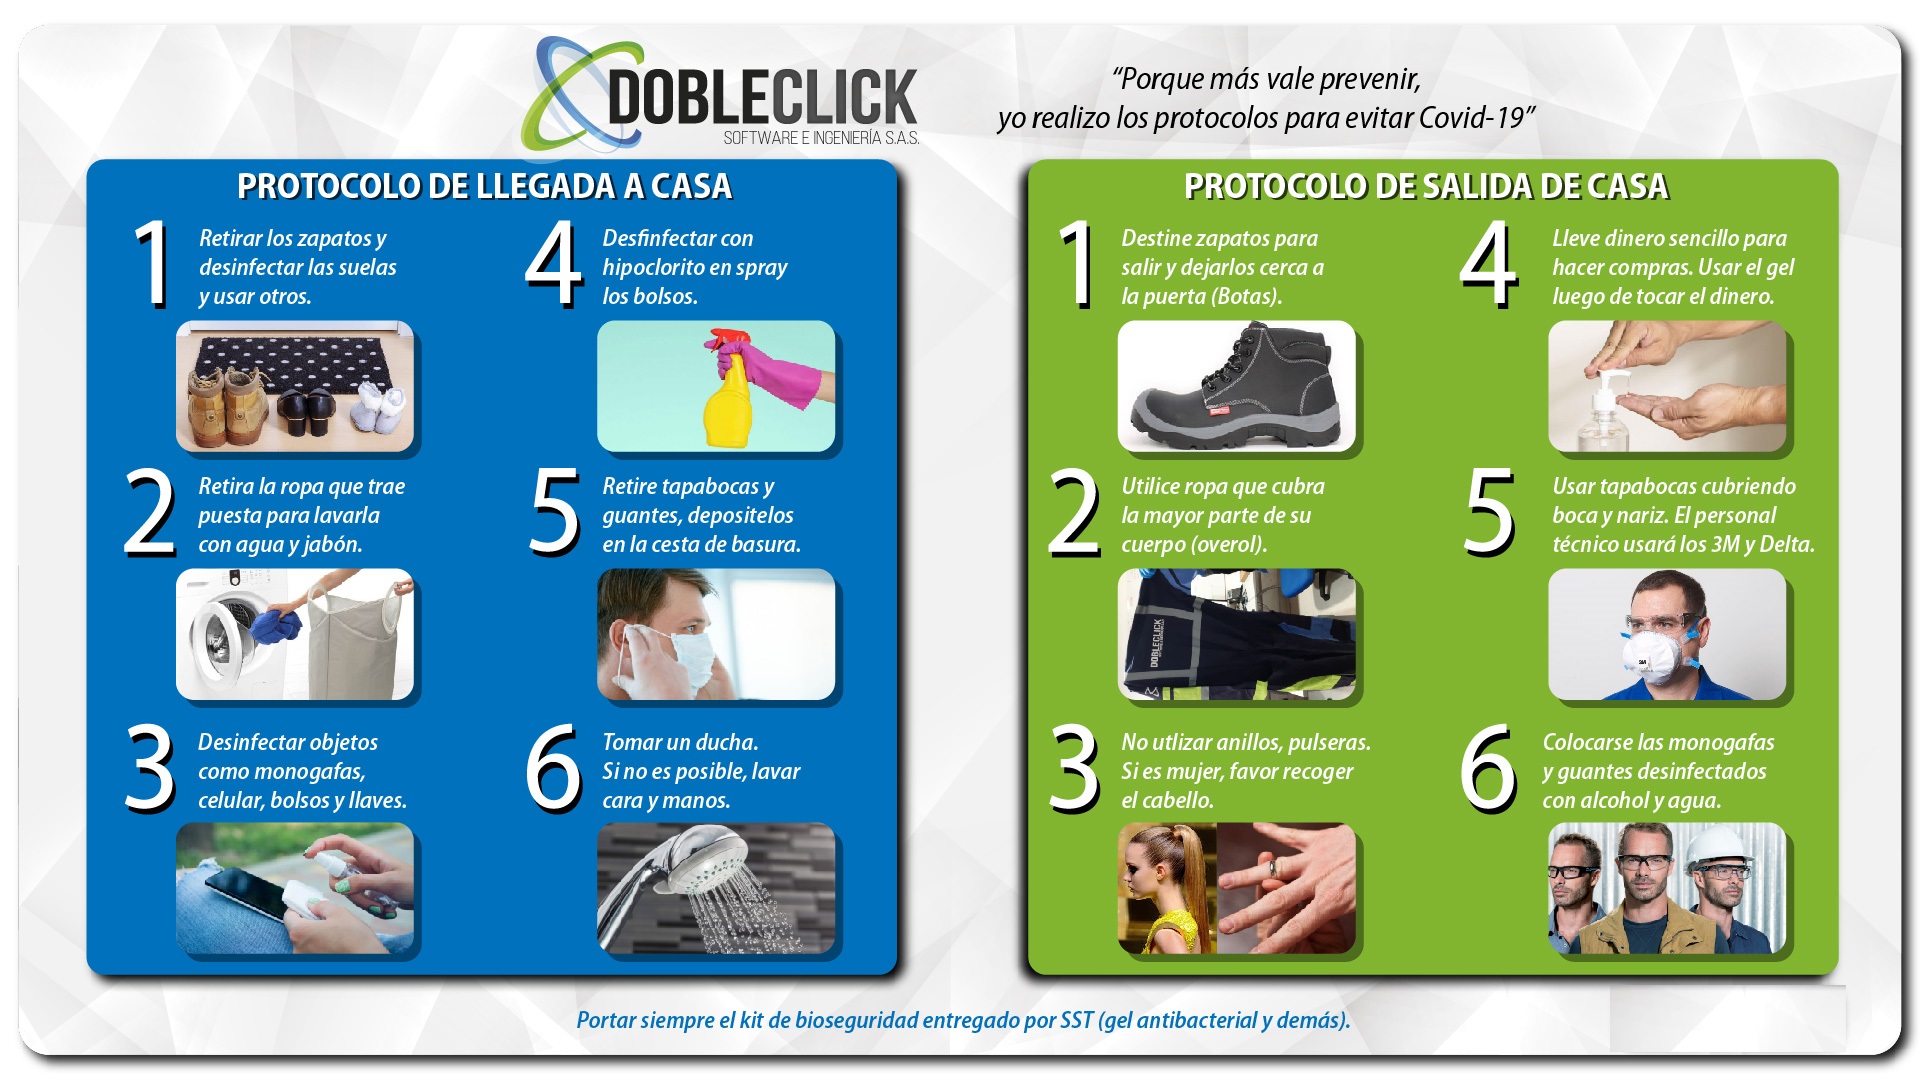 DOBLECLICK
SOFTWARE E INGENIERÍA S.A.S.
“Porque más vale prevenir,
yo realizo los protocolos para evitar Covid-19”
PROTOCOLO DE LLEGADA A CASA
1
Retirar los zapatos y
desinfectar las suelas
y usar otros.
2
Retira la ropa que trae
puesta para lavarla
con agua y jabón.
3
Desinfectar objetos
como monogafas,
celular, bolsos y llaves.
4
Desfinfectar con
hipoclorito en spray
los bolsos.
5
Retire tapabocas y
guantes, depositelos
en la cesta de basura.
6
Tomar un ducha.
Si no es posible, lavar
cara y manos.
PROTOCOLO DE SALIDA DE CASA
1
Destine zapatos para
salir y dejarlos cerca a
la puerta (Botas).
2
Utilice ropa que cubra
la mayor parte de su
cuerpo (overol).
DOBLECLICK
3
No utlizar anillos, pulseras.
Si es mujer, favor recoger
el cabello.
4
Lleve dinero sencillo para
hacer compras. Usar el gel
luego de tocar el dinero.
5
Usar tapabocas cubriendo
boca y nariz. El personal
técnico usará los 3M y Delta.
3M
6
Colocarse las monogafas
y guantes desinfectados
con alcohol y agua.
Portar siempre el kit de bioseguridad entregado por SST (gel antibacterial y demás).